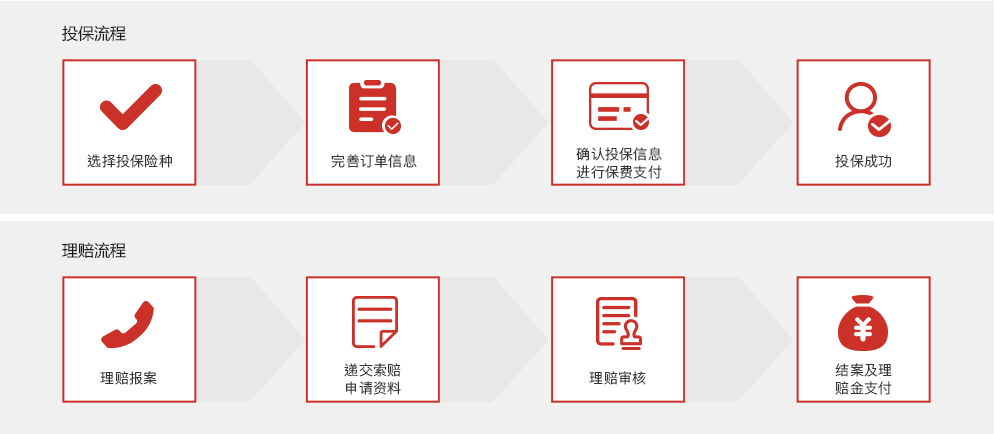 投保流程
选择投保险种
完善订单信息
确认投保信息
进行保费支付
投保成功
理赔流程
理赔报案
递交索赔
申请资料
理赔审核
结案及理
赔金支付